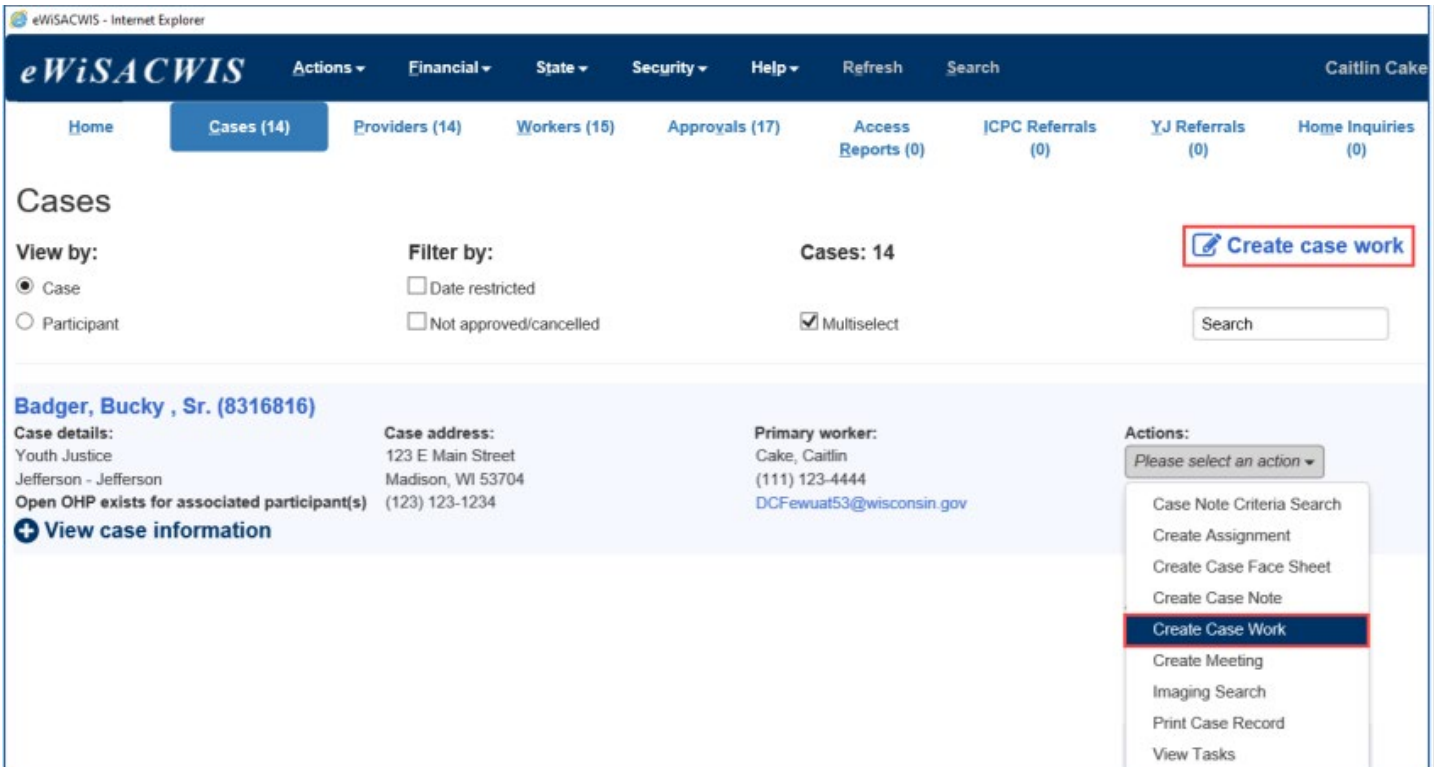 eWiSACWIS - Internet Explorer
eWiSACWIS Actions Financial State Security Help Refresh Search Caitlin Cake
Home Cases (14) Providers (14) Workers (15) Approvals (17) Access Reports (0) ICPC Referrals (0) YJ Referrals (0) Home Inquiries (0)
Cases
View by: Filter by: Cases: 14 Create case work
Case Date restricted
Participant Not approved/cancelled Multiselect Search
Badger, Bucky , Sr. (8316816)
Case details: Case address: Primary worker: Actions:
Youth Justice 123 E Main Street Cake, Caitlin Please select an action
Jefferson - Jefferson Madison, WI 53704 (111) 123-4444
Open OHP exists for associated participant(s) (123) 123-1234 DCFewuat53@wisconsin.gov
View case information
Case Note Criteria Search
Create Assignment
Create Case Face Sheet
Create Case Note
Create Case Work
Create Meeting
Imaging Search
Print Case Record
View Tasks